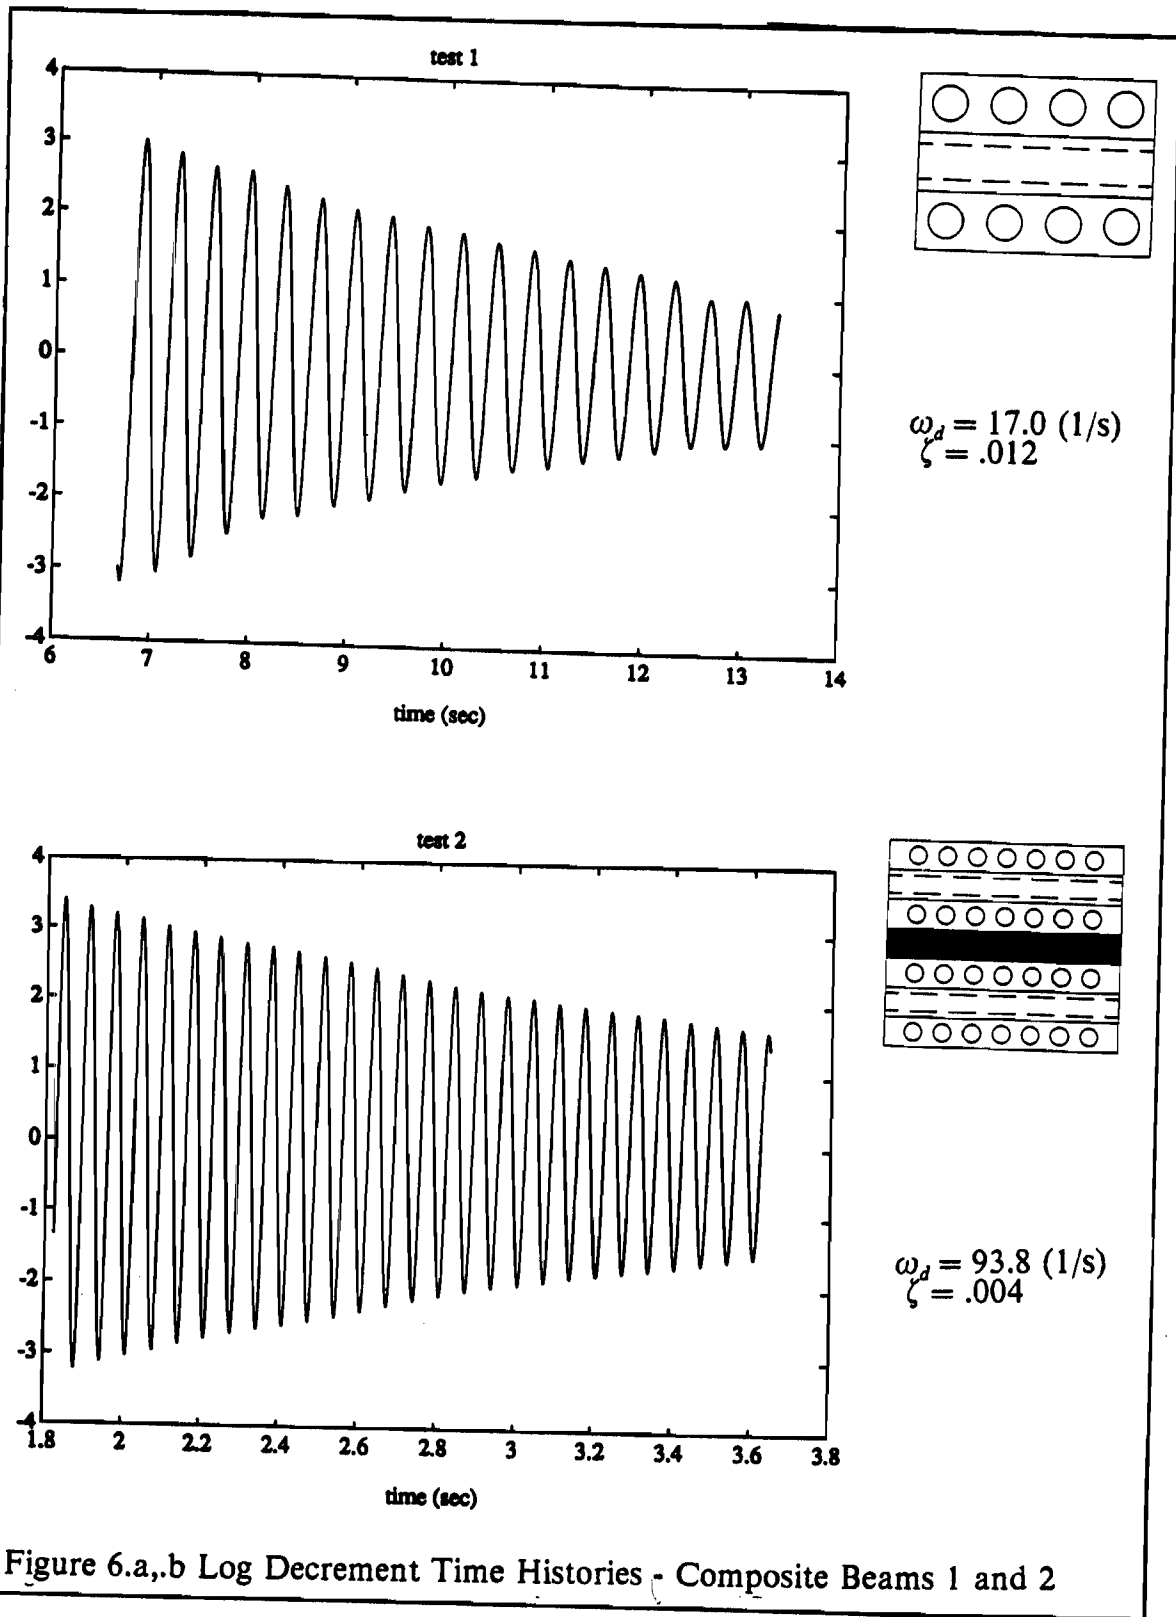 test 1
4
3
2
1
0
-1
-2
-3
-4
6 7 8 9 10 11 12 13 14
time (sec)
ω_d = 17.0 (1/s)
ζ = .012
test 2
4
3
2
1
0
-1
-2
-3
-4
1.8 2 2.2 2.4 2.6 2.8 3 3.2 3.4 3.6 3.8
time (sec)
ω_d = 93.8 (1/s)
ζ = .004
Figure 6.a,.b Log Decrement Time Histories - Composite Beams 1 and 2